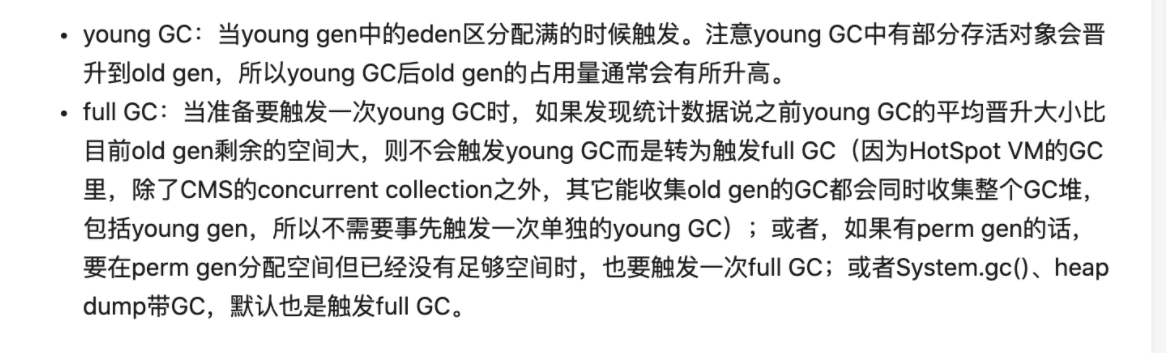 • young GC：当young gen中的eden区分配满的时候触发。注意young GC中有部分存活对象会晋
升到old gen，所以young GC后old gen的占用量通常会有所升高。
• full GC：当准备要触发一次young GC时，如果发现统计数据说之前young GC的平均晋升大小比
目前old gen剩余的空间大，则不会触发young GC而是转为触发full GC（因为HotSpot VM的GC
里，除了CMS的concurrent collection之外，其它能收集old gen的GC都会同时收集整个GC堆，
包括young gen，所以不需要事先触发一次单独的young GC）；或者，如果有perm gen的话，
要在perm gen分配空间但已经没有足够空间时，也要触发一次full GC；或者System.gc()、heap
dump带GC，默认也是触发full GC。